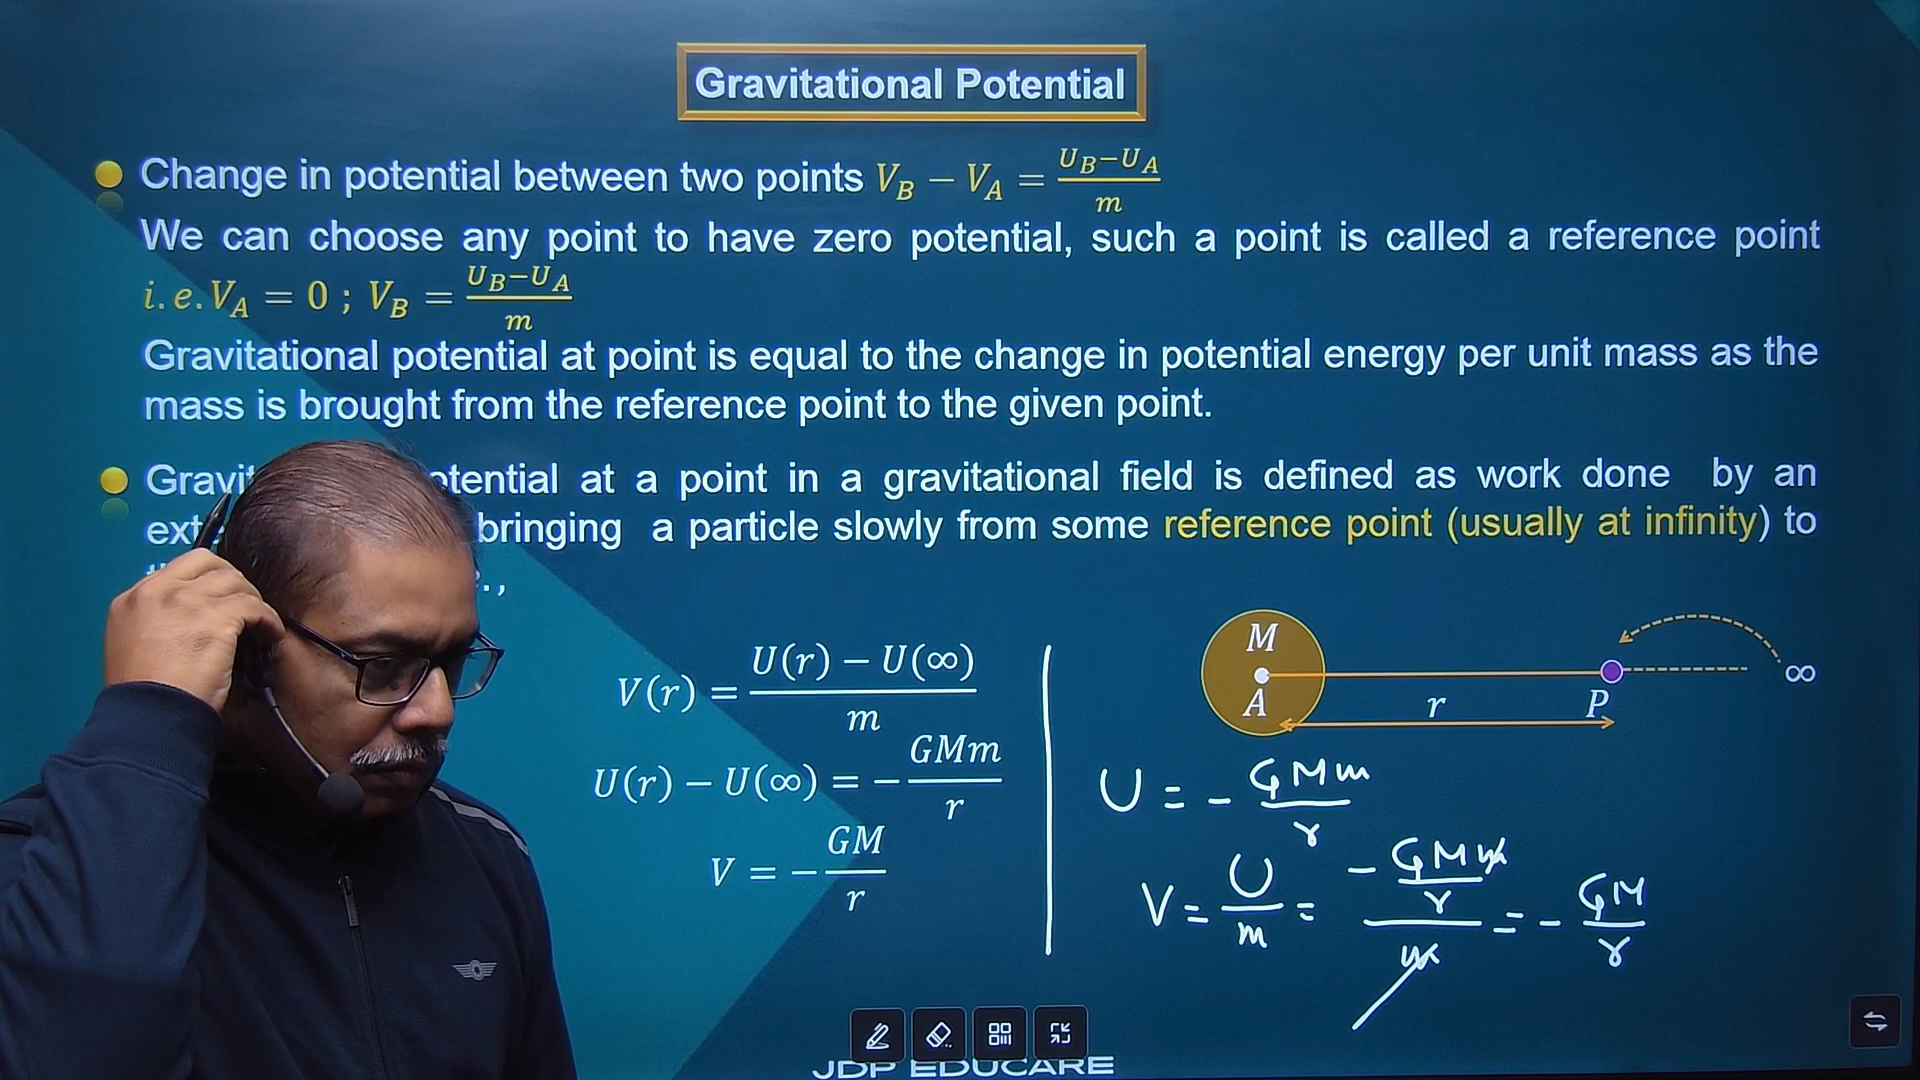 Gravitational Potential
Change in potential between two points V_B − V_A = (U_B−U_A)/m
We can choose any point to have zero potential, such a point is called a reference point
i.e. V_A = 0 ; V_B = (U_B−U_A)/m
Gravitational potential at point is equal to the change in potential energy per unit mass as the
mass is brought from the reference point to the given point.
Gravit otential at a point in a gravitational field is defined as work done by an
exte bringing a particle slowly from some reference point (usually at infinity) to
.,
V(r) = (U(r) − U(∞))/m
U(r) − U(∞) = − GMm/r
V = − GM/r
M
A
r
P
∞
U = - GMm/r
V = U/m = (- GMm/r)/m = - GM/r
JDP EDUCARE